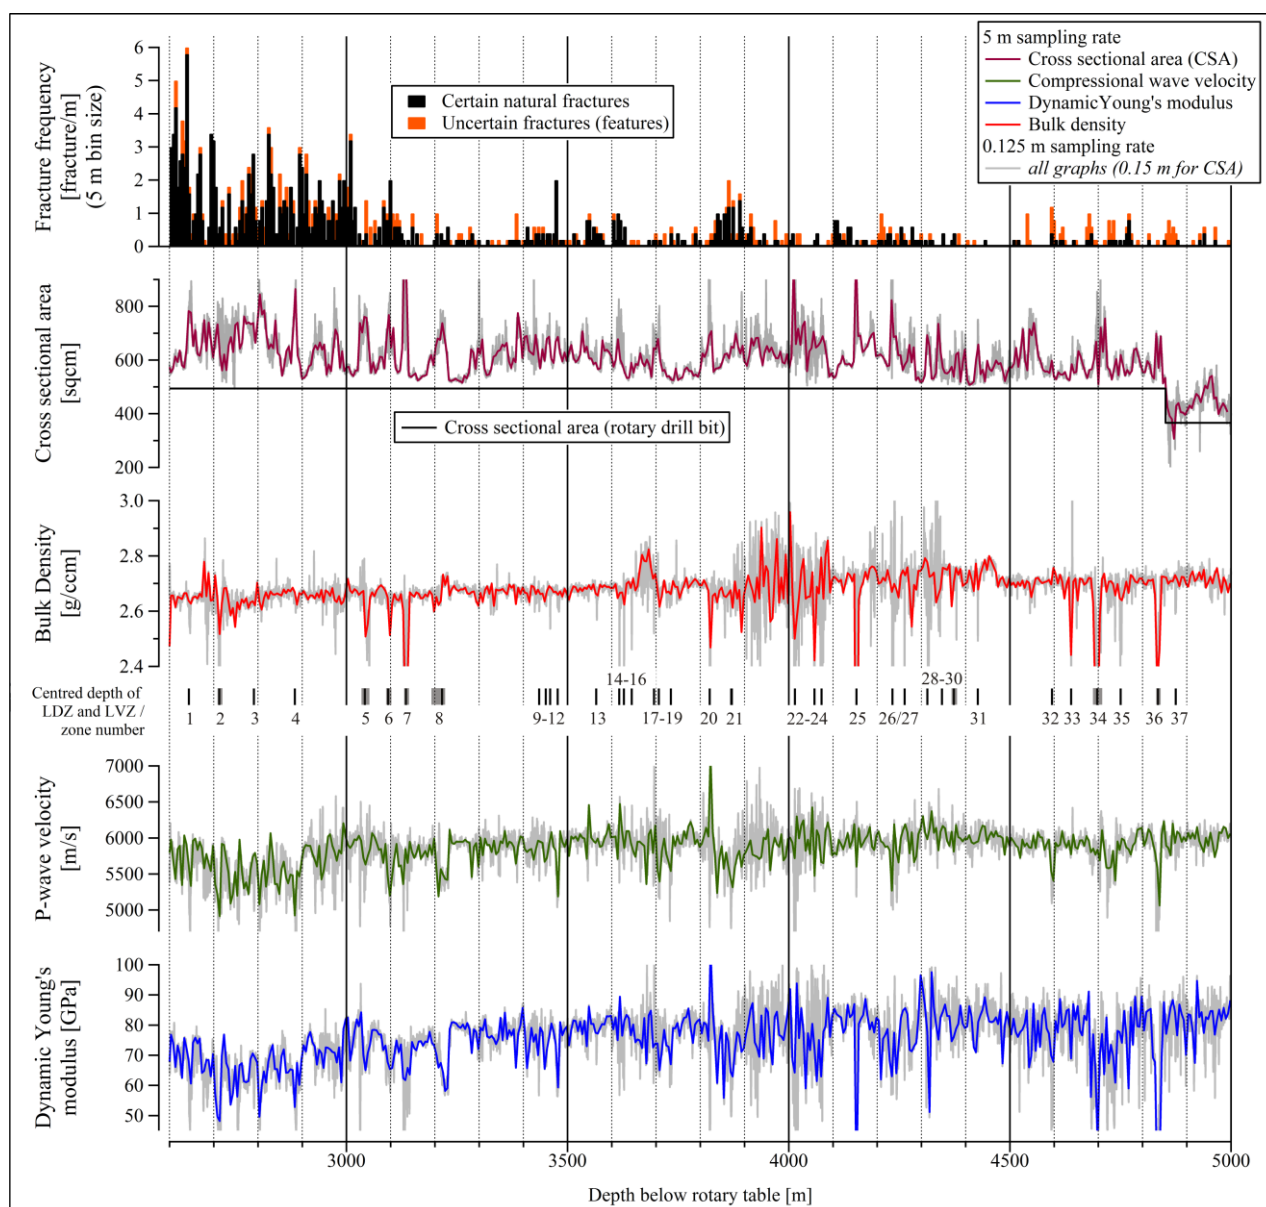 5 m sampling rate
Cross sectional area (CSA)
Compressional wave velocity
DynamicYoung's modulus
Bulk density
0.125 m sampling rate
all graphs (0.15 m for CSA)
Certain natural fractures
Uncertain fractures (features)
Fracture frequency
[fracture/m]
(5 m bin size)
6
5
4
3
2
1
0
Cross sectional area
[sqcm]
800
600
400
200
Cross sectional area (rotary drill bit)
Bulk Density
[g/ccm]
3.0
2.8
2.6
2.4
Centred depth of
LDZ and LVZ /
zone number
14-16
28-30
1 2 3 4 5 6 7 8 9-12 13 17-19 20 21 22-24 25 26/27 31 32 33 34 35 36 37
P-wave velocity
[m/s]
7000
6500
6000
5500
5000
Dynamic Young's
modulus [GPa]
100
90
80
70
60
50
3000 3500 4000 4500 5000
Depth below rotary table [m]